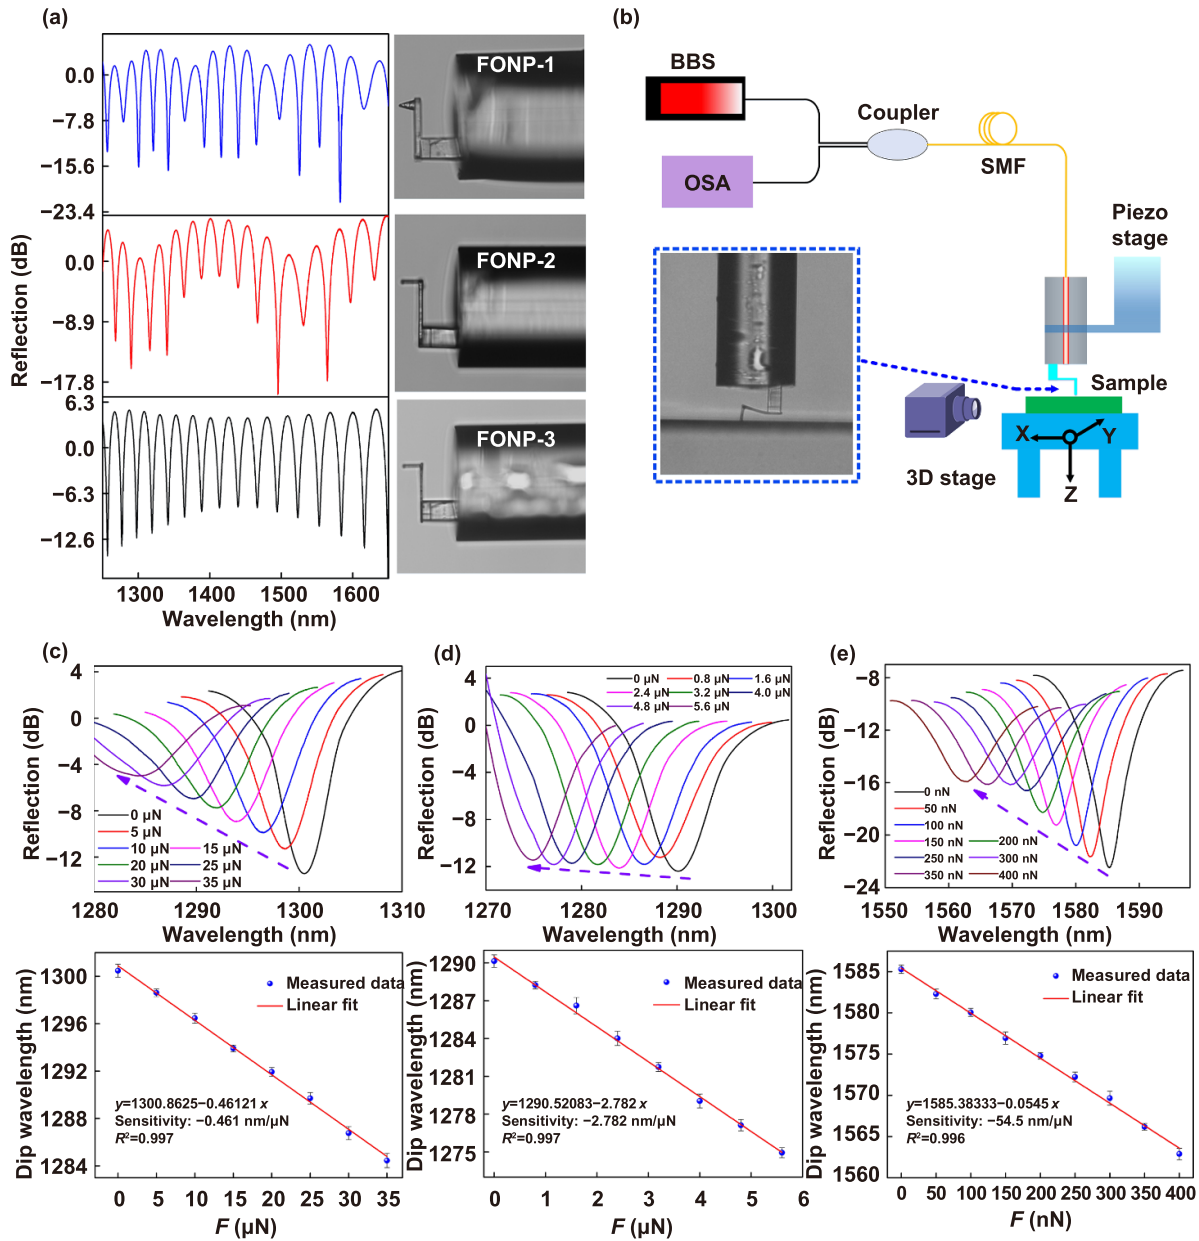 (a)
0.0
−7.8
−15.6
−23.4
0.0
−8.9
−17.8
6.3
0.0
−6.3
−12.6
Reflection (dB)
1300 1400 1500 1600
Wavelength (nm)
FONP-1
FONP-2
FONP-3
(b)
BBS
OSA
Coupler
SMF
Piezo
stage
Sample
3D stage
X
Y
Z
(c)
4
0
−4
−8
−12
Reflection (dB)
0 μN
5 μN
10 μN 15 μN
20 μN 25 μN
30 μN 35 μN
1280 1290 1300 1310
Wavelength (nm)
1300
1296
1292
1288
1284
Dip wavelength (nm)
Measured data
Linear fit
y=1300.8625−0.46121 x
Sensitivity: −0.461 nm/μN
R²=0.997
0 5 10 15 20 25 30 35
F (μN)
(d)
4
0
−4
−8
−12
Reflection (dB)
0 μN 0.8 μN 1.6 μN
2.4 μN 3.2 μN 4.0 μN
4.8 μN 5.6 μN
1270 1280 1290 1300
Wavelength (nm)
1290
1287
1284
1281
1278
1275
Dip wavelength (nm)
Measured data
Linear fit
y=1290.52083−2.782 x
Sensitivity: −2.782 nm/μN
R²=0.997
0 1 2 3 4 5 6
F (μN)
(e)
−8
−12
−16
−20
−24
Reflection (dB)
0 nN
50 nN
100 nN
150 nN 200 nN
250 nN 300 nN
350 nN 400 nN
1550 1560 1570 1580 1590
Wavelength (nm)
1585
1580
1575
1570
1565
1560
Dip wavelength (nm)
Measured data
Linear fit
y=1585.38333−0.0545 x
Sensitivity: −54.5 nm/μN
R²=0.996
0 50 100 150 200 250 300 350 400
F (nN)